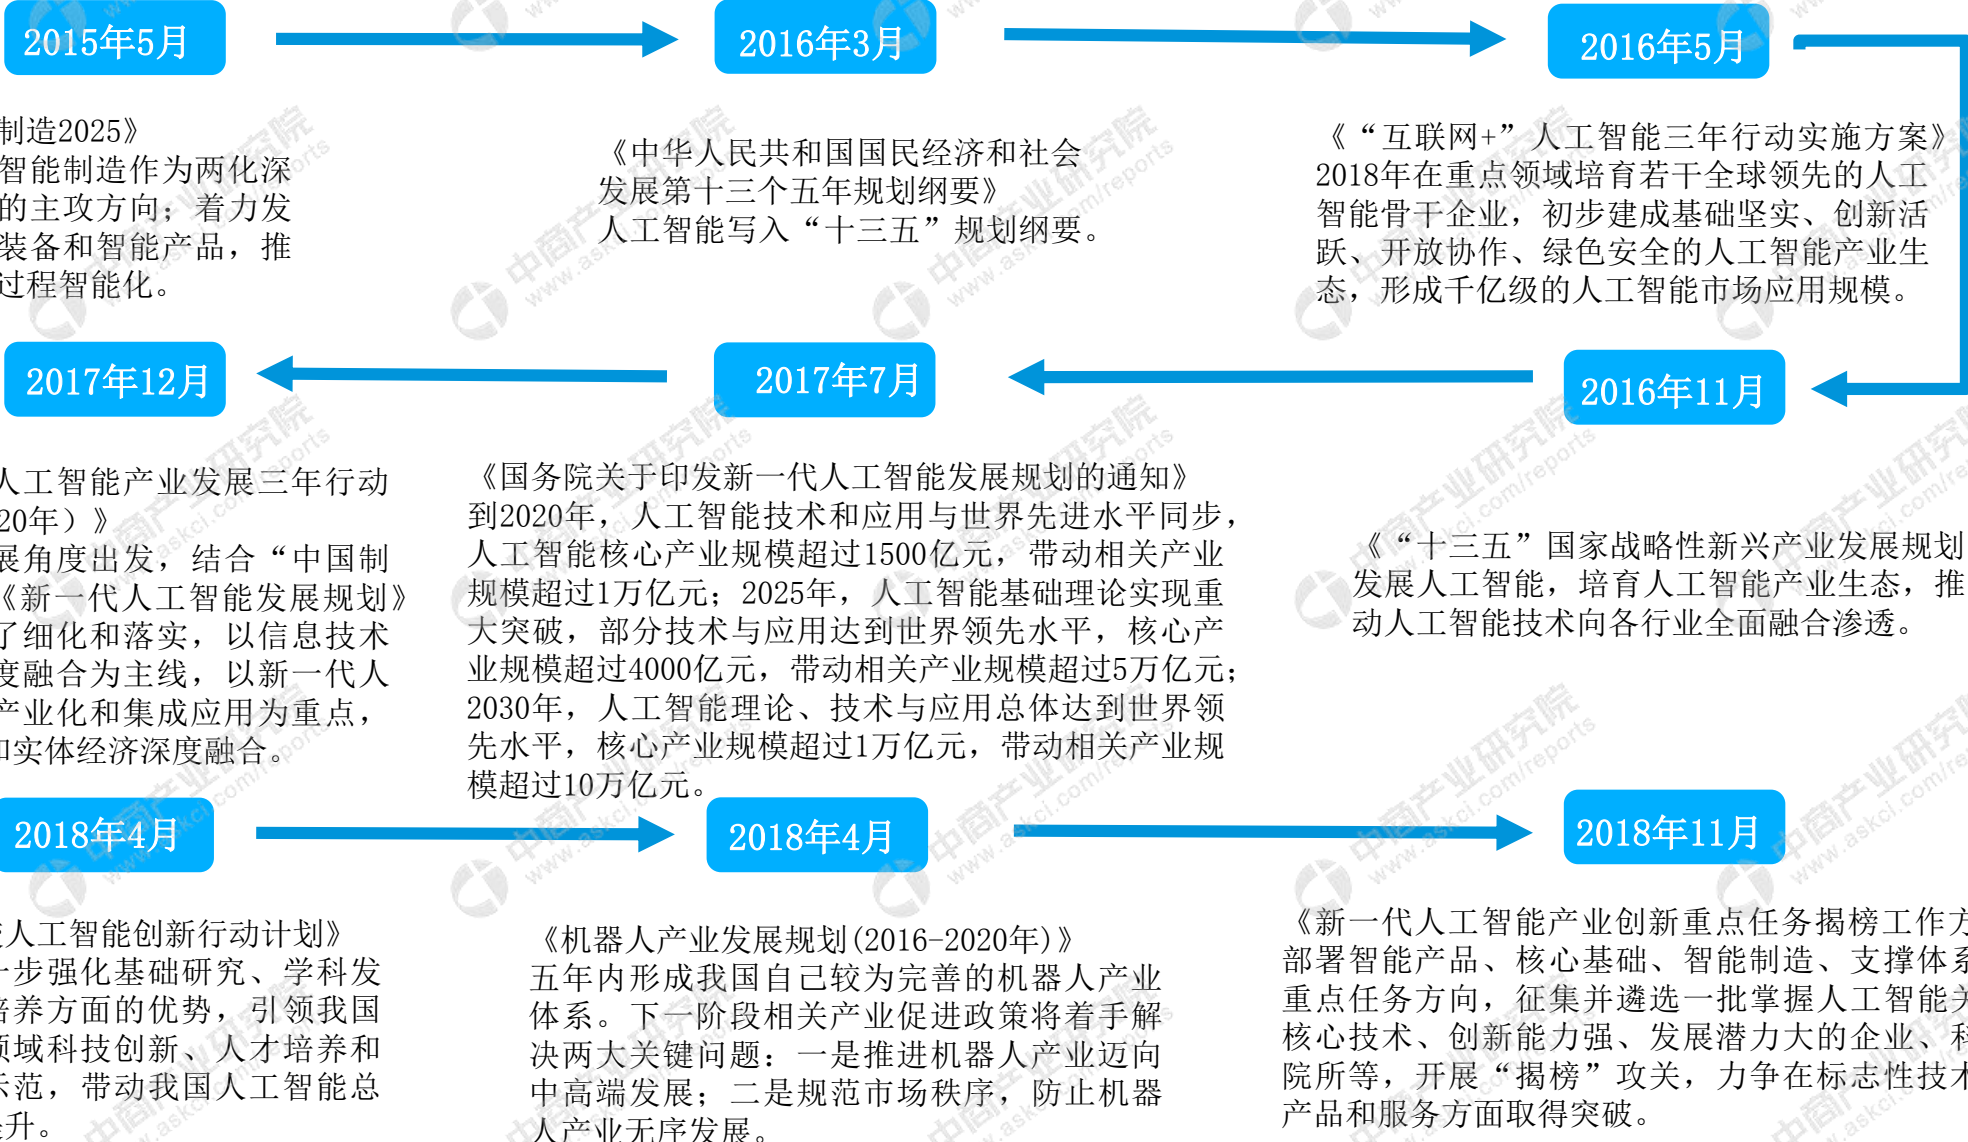 2015年5月
2016年3月
2016年5月
制造2025》
智能制造作为两化深
的主攻方向；着力发
装备和智能产品，推
过程智能化。
《中华人民共和国国民经济和社会
发展第十三个五年规划纲要》
人工智能写入“十三五”规划纲要。
《“互联网+”人工智能三年行动实施方案》
2018年在重点领域培育若干全球领先的人工
智能骨干企业，初步建成基础坚实、创新活
跃、开放协作、绿色安全的人工智能产业生
态，形成千亿级的人工智能市场应用规模。
2017年12月
2017年7月
2016年11月
人工智能产业发展三年行动
20年）》
展角度出发，结合“中国制
《新一代人工智能发展规划》
了细化和落实，以信息技术
度融合为主线，以新一代人
产业化和集成应用为重点，
和实体经济深度融合。
《国务院关于印发新一代人工智能发展规划的通知》
到2020年，人工智能技术和应用与世界先进水平同步，
人工智能核心产业规模超过1500亿元，带动相关产业
规模超过1万亿元；2025年，人工智能基础理论实现重
大突破，部分技术与应用达到世界领先水平，核心产
业规模超过4000亿元，带动相关产业规模超过5万亿元；
2030年，人工智能理论、技术与应用总体达到世界领
先水平，核心产业规模超过1万亿元，带动相关产业规
模超过10万亿元。
《“十三五”国家战略性新兴产业发展规划
发展人工智能，培育人工智能产业生态，推
动人工智能技术向各行业全面融合渗透。
2018年4月
2018年4月
2018年11月
人工智能创新行动计划》
一步强化基础研究、学科发
培养方面的优势，引领我国
领域科技创新、人才培养和
示范，带动我国人工智能总
提升。
《机器人产业发展规划(2016-2020年)》
五年内形成我国自己较为完善的机器人产业
体系。下一阶段相关产业促进政策将着手解
决两大关键问题：一是推进机器人产业迈向
中高端发展；二是规范市场秩序，防止机器
人产业无序发展。
《新一代人工智能产业创新重点任务揭榜工作方
部署智能产品、核心基础、智能制造、支撑体系
重点任务方向，征集并遴选一批掌握人工智能关
核心技术、创新能力强、发展潜力大的企业、科
院所等，开展“揭榜”攻关，力争在标志性技术
产品和服务方面取得突破。
中商产业研究院
www.askci.com/reports